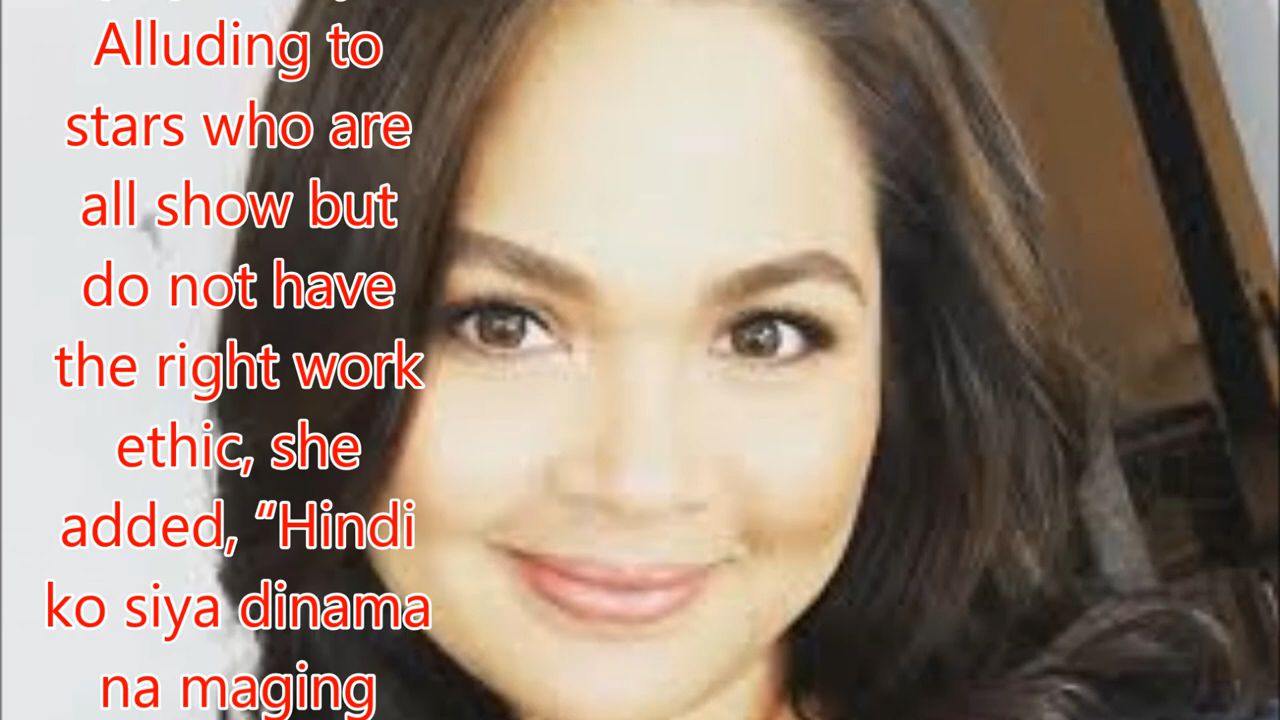 Alluding to
stars who are
all show but
do not have
the right work
ethic, she
added, “Hindi
ko siya dinama
na maging